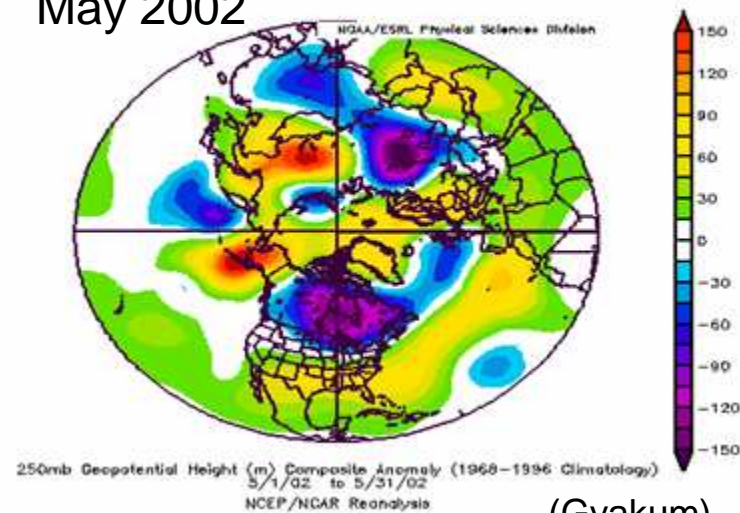 May 2002
NOAA/ESRL Physical Sciences Division
150
120
90
60
30
0
−30
−60
−90
−120
−150
250mb Geopotential Height (m) Composite Anomaly (1968−1996 Climatology)
5/1/02 to 5/31/02
NCEP/NCAR Reanalysis
(Gyakum)